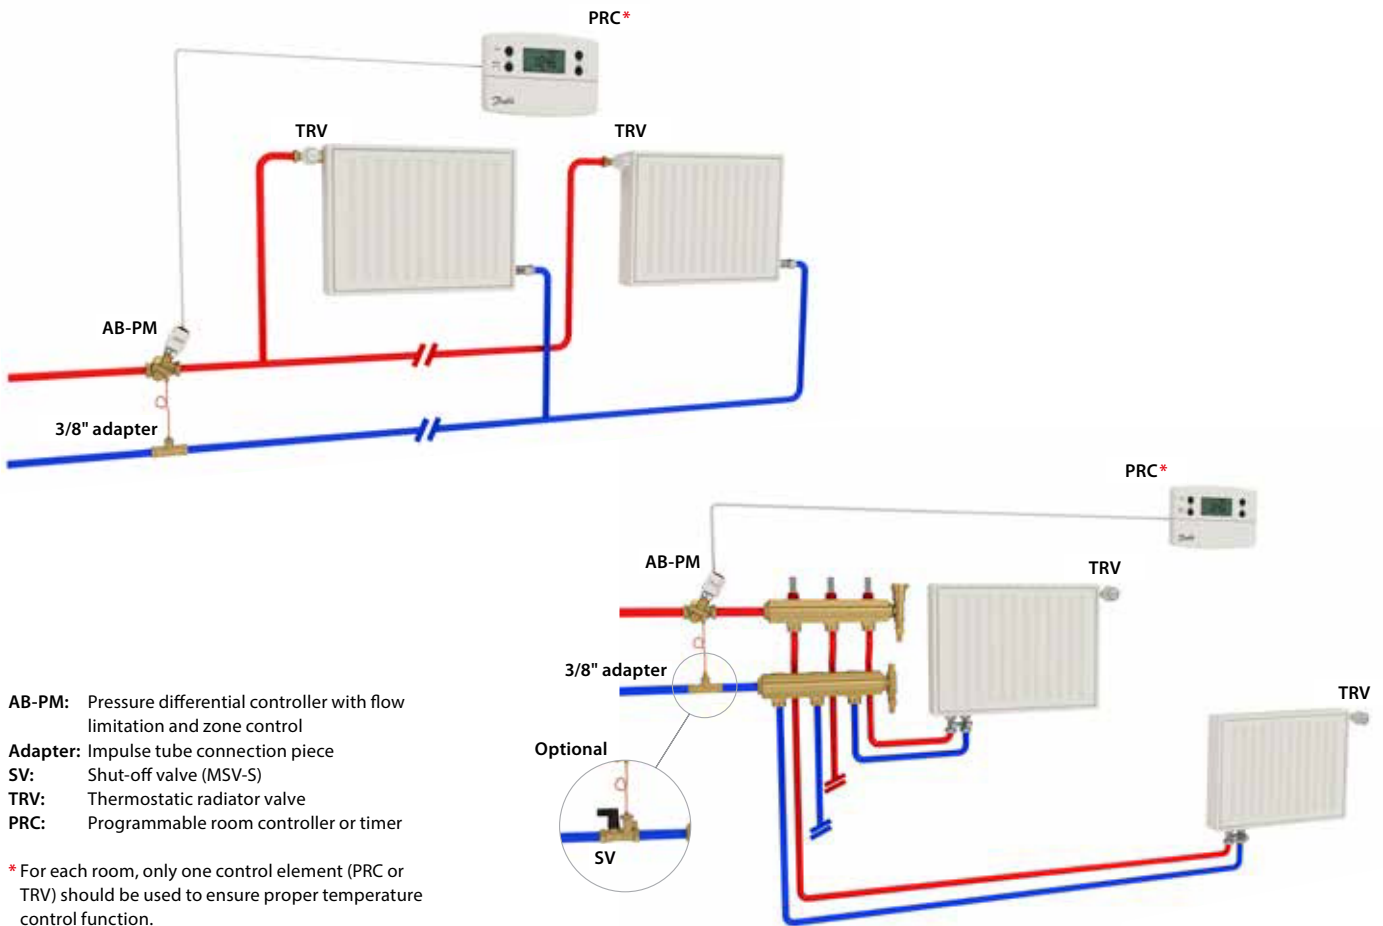 PRC*
Danfoss
TRV
TRV
AB-PM
3/8" adapter
PRC*
AB-PM
TRV
3/8" adapter
TRV
Optional
SV
AB-PM: Pressure differential controller with flow
limitation and zone control
Adapter: Impulse tube connection piece
SV: Shut-off valve (MSV-S)
TRV: Thermostatic radiator valve
PRC: Programmable room controller or timer
* For each room, only one control element (PRC or
TRV) should be used to ensure proper temperature
control function.